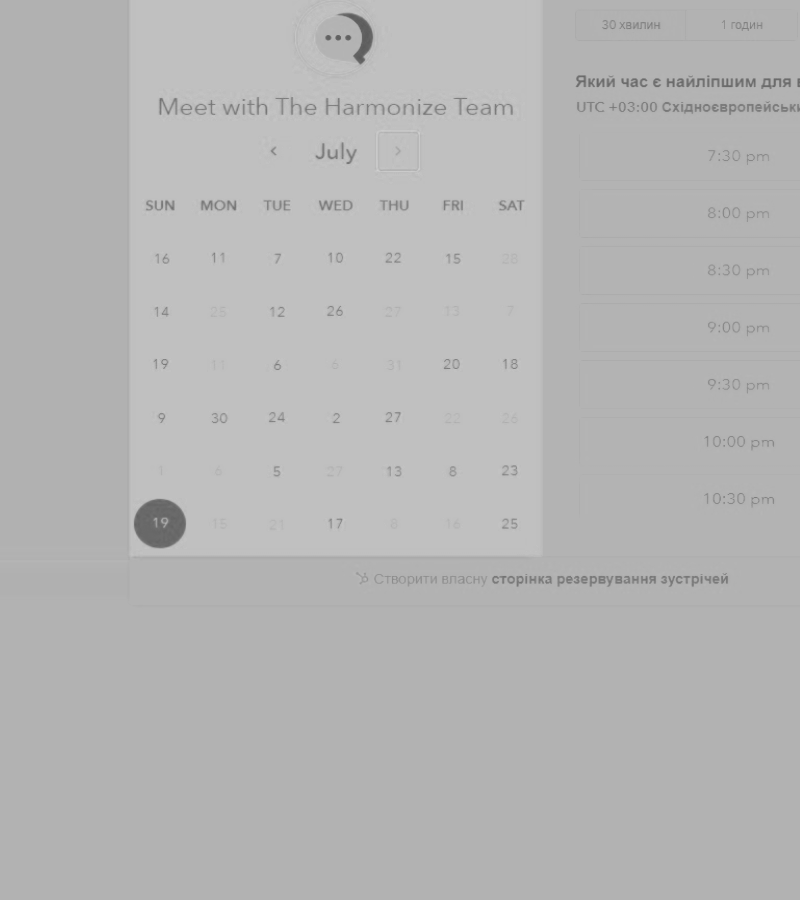 Meet with The Harmonize Team
July
SUN MON TUE WED THU FRI SAT
16 11 7 10 22 15 28
14 25 12 26 27 13 7
19 11 6 6 31 20 18
9 30 24 2 27 22 26
1 6 5 27 13 8 23
19 15 21 17 8 16 25
30 хвилин 1 годин
Який час є найліпшим для
UTC +03:00
7:30 pm
8:00 pm
8:30 pm
9:00 pm
9:30 pm
10:00 pm
10:30 pm
Створити власну сторінка резервування зустрічей